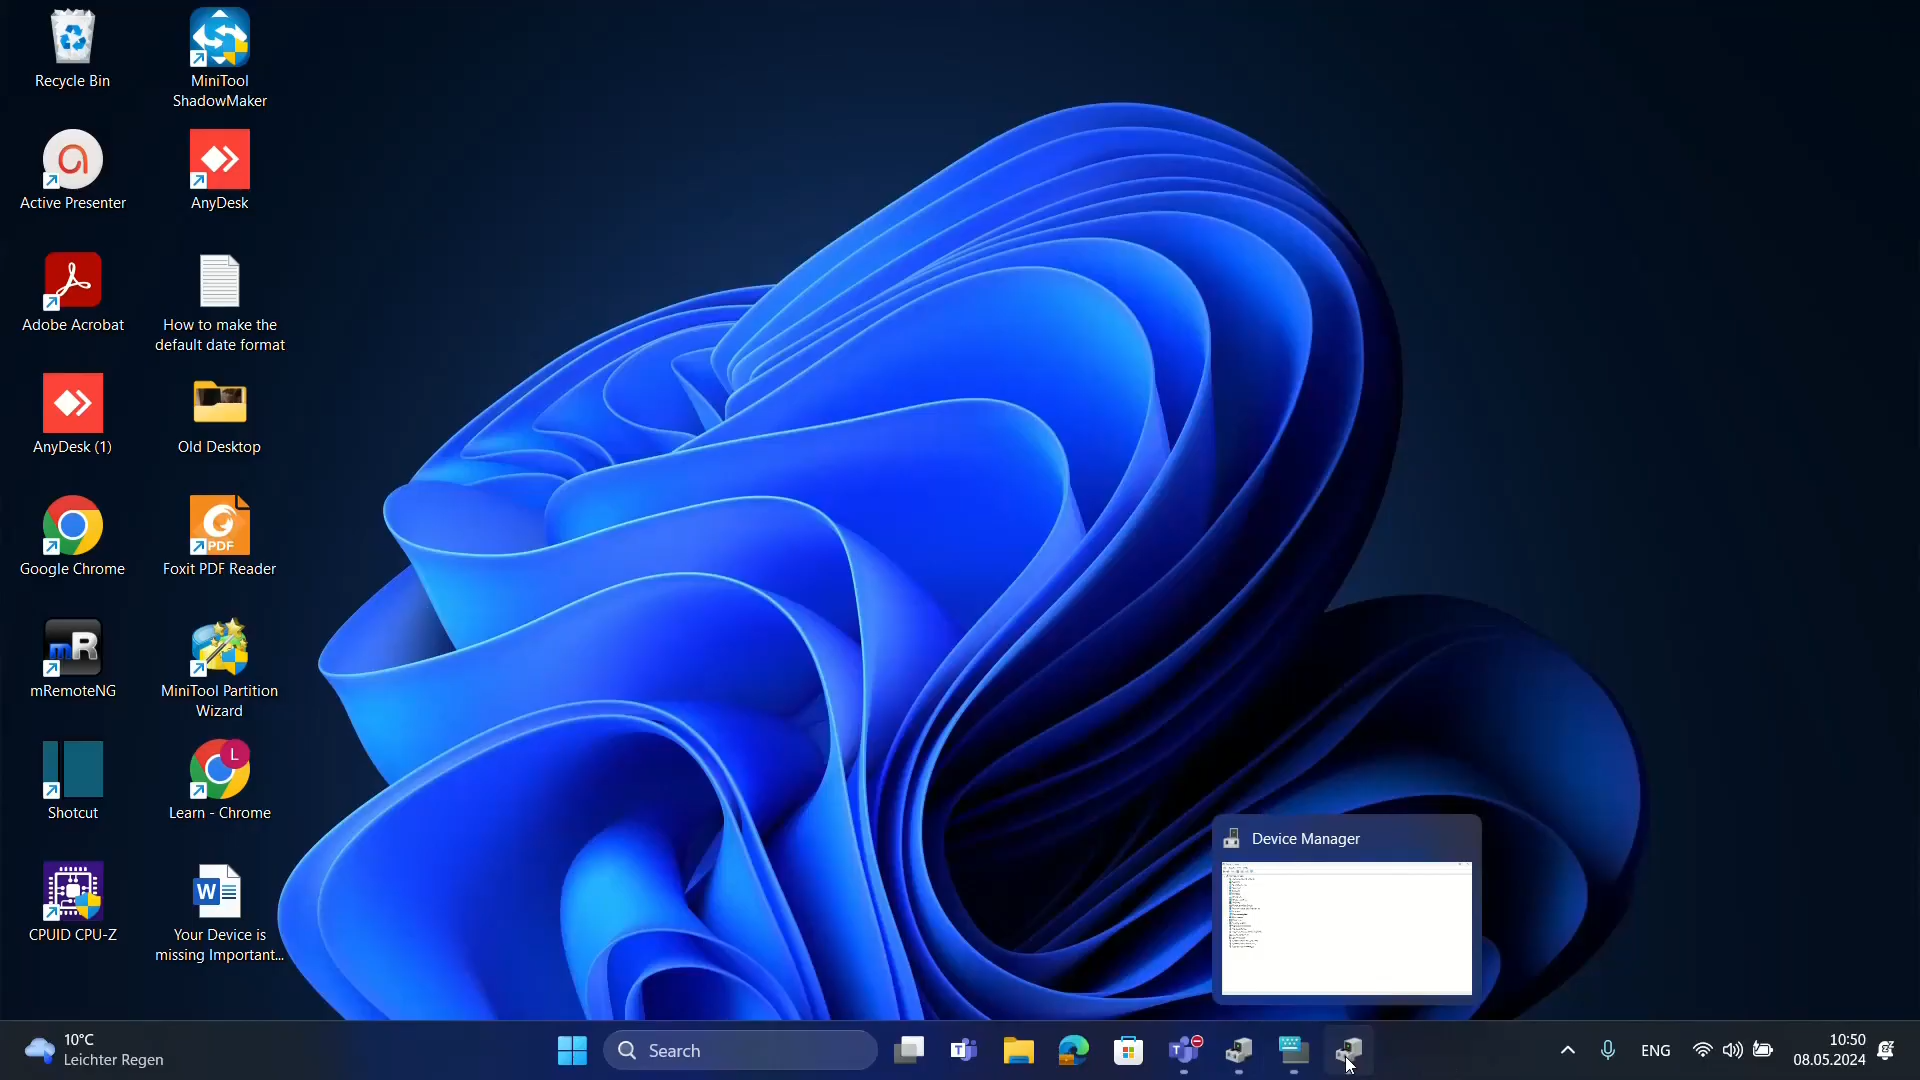 Recycle Bin
MiniTool
ShadowMaker
Active Presenter
AnyDesk
Adobe Acrobat
How to make the
default date format
AnyDesk (1)
Old Desktop
Google Chrome
PDF
Foxit PDF Reader
mR
mRemoteNG
MiniTool Partition
Wizard
Shotcut
L
Learn - Chrome
CPUID CPU-Z
W
Your Device is
missing Important...
Device Manager
10°C
Leichter Regen
Search
ENG
10:50
08.05.2024